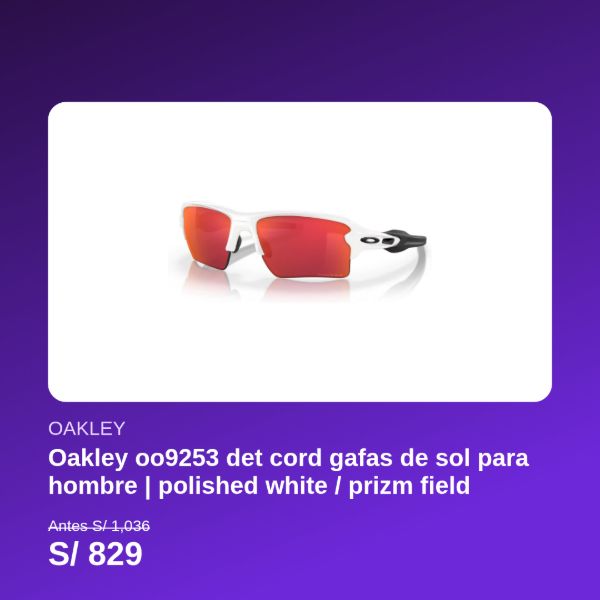 OAKLEY
Oakley oo9253 det cord gafas de sol para
hombre | polished white / prizm field
Antes S/ 1,036
S/ 829